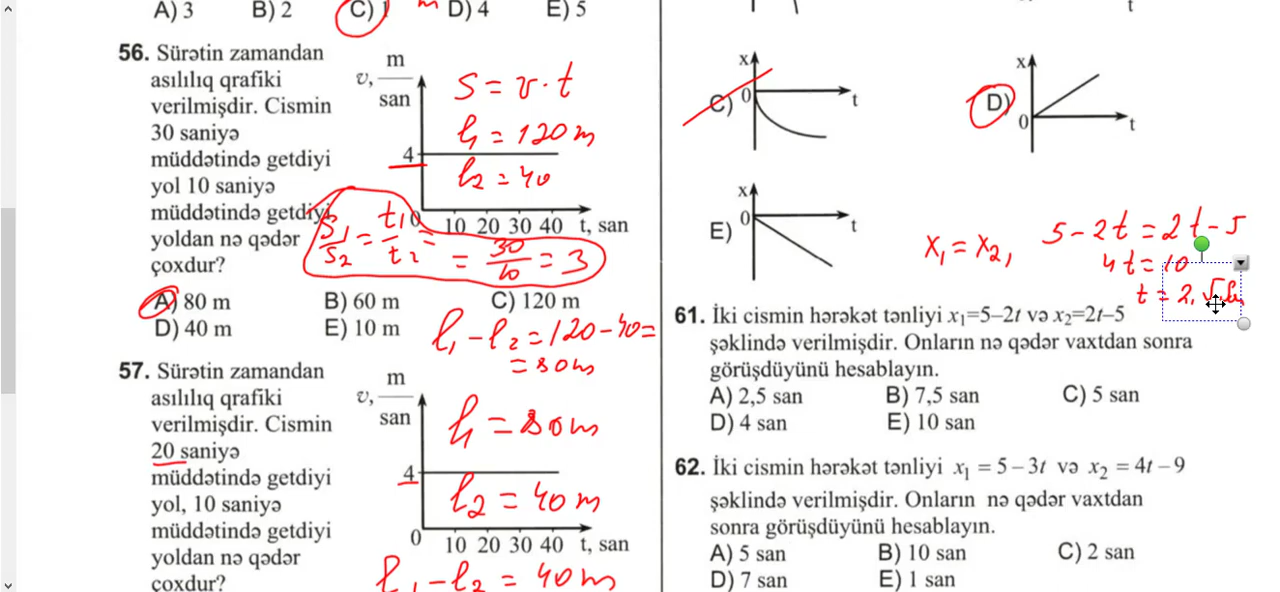 A) 3 B) 2 C) 1 m D) 4 E) 5
56. Sürətin zamandan
asılılıq qrafiki
verilmişdir. Cismin
30 saniyə
müddətində getdiyi
yol 10 saniyə
müddətində getdiyi
yoldan nə qədər
çoxdur?
υ, m/san
4
0 10 20 30 40 t, san
S = υ · t
l₁ = 120 m
l₂ = 40
S₁/S₂ = t₁/t₂ =
= 30/10 = 3
A) 80 m B) 60 m C) 120 m
D) 40 m E) 10 m
l₁ – l₂ = 120 – 40 =
= 80 m
57. Sürətin zamandan
asılılıq qrafiki
verilmişdir. Cismin
20 saniyə
müddətində getdiyi
yol, 10 saniyə
müddətində getdiyi
yoldan nə qədər
çoxdur?
υ, m/san
4
0 10 20 30 40 t, san
l₁ = 80 m
l₂ = 40 m
l₁ – l₂ = 40 m
t
t
C) x 0 t
D) x 0 t
E) x 0 t
x₁ = x₂, 5 – 2t = 2t – 5
4t = 10
t = 2,
61. İki cismin hərəkət tənliyi x₁=5–2t və x₂=2t–5
şəklində verilmişdir. Onların nə qədər vaxtdan sonra
görüşdüyünü hesablayın.
A) 2,5 san B) 7,5 san C) 5 san
D) 4 san E) 10 san
62. İki cismin hərəkət tənliyi x₁ = 5 – 3t və x₂ = 4t – 9
şəklində verilmişdir. Onların nə qədər vaxtdan
sonra görüşdüyünü hesablayın.
A) 5 san B) 10 san C) 2 san
D) 7 san E) 1 san